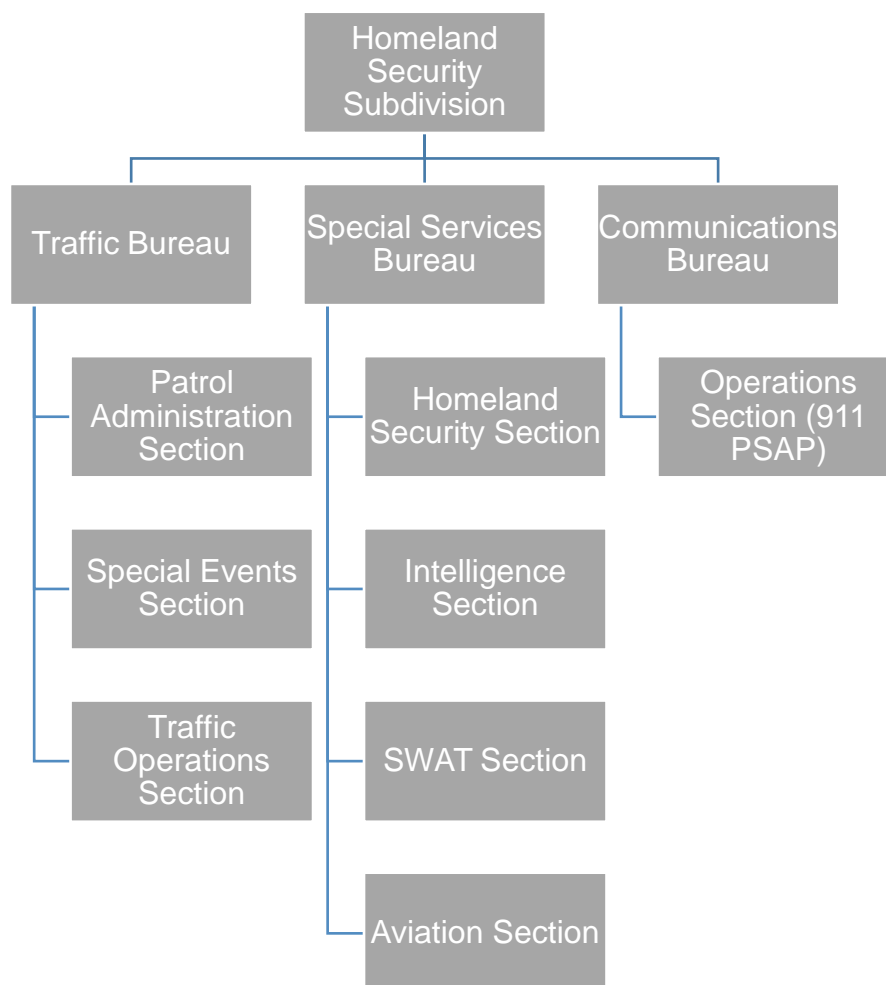 Homeland
Security
Subdivision
Traffic Bureau
Special Services
Bureau
Communications
Bureau
Patrol
Administration
Section
Special Events
Section
Traffic
Operations
Section
Homeland
Security Section
Intelligence
Section
SWAT Section
Aviation Section
Operations
Section (911
PSAP)